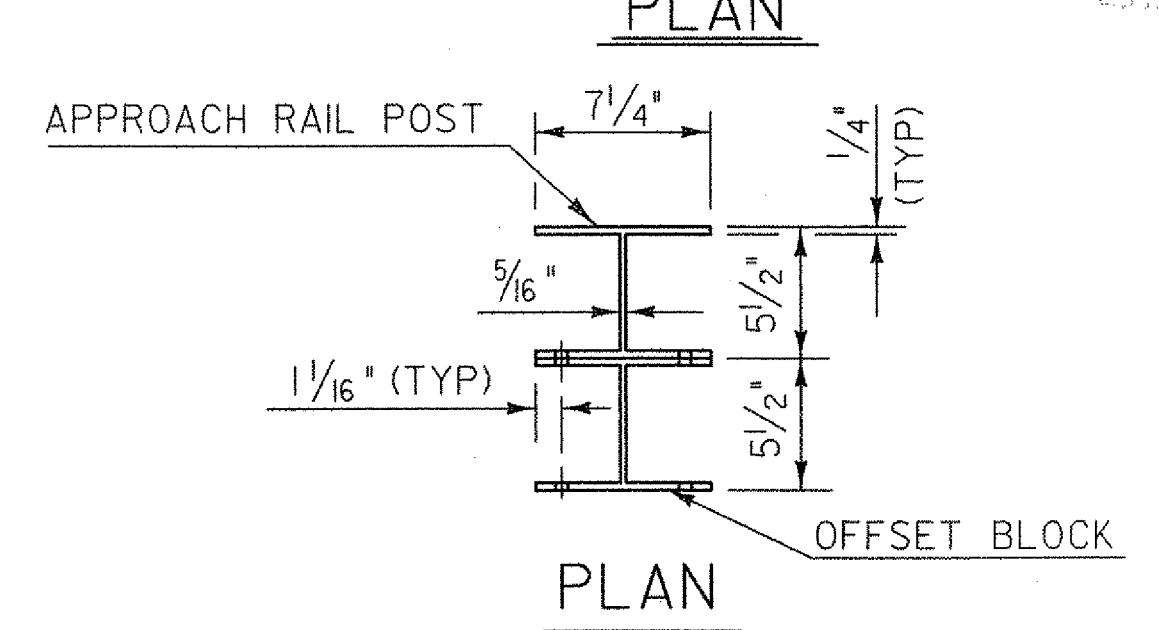 PLAN
APPROACH RAIL POST
7 1/4"
1/4"
(TYP)
5/16"
5 1/2"
1 1/16" (TYP)
5 1/2"
OFFSET BLOCK
PLAN